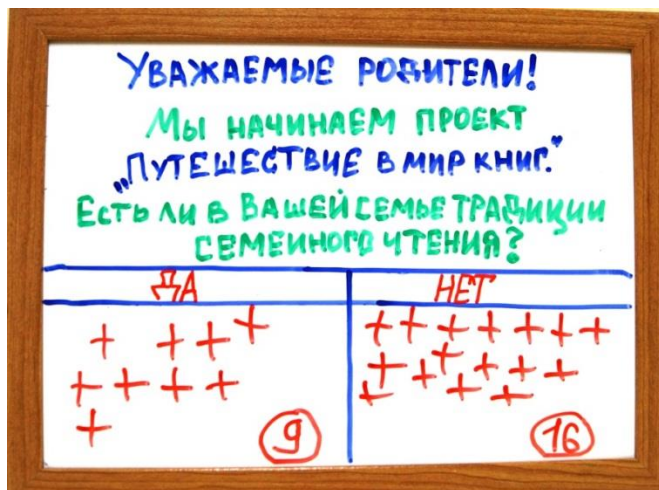 УВАЖАЕМЫЕ РОДИТЕЛИ!
МЫ НАЧИНАЕМ ПРОЕКТ
„ПУТЕШЕСТВИЕ В МИР КНИГ."
ЕСТЬ ЛИ В ВАШЕЙ СЕМЬЕ ТРАДИЦИИ
СЕМЕЙНОГО ЧТЕНИЯ?
ДА НЕТ
+ + + + + + + + + + +
+ + + + + + + + + +
+ + + +
9 16